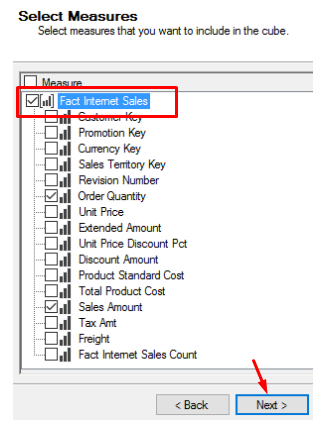 Select Measures
Select measures that you want to include in the cube.
Measure
Fact Internet Sales
Customer Key
Promotion Key
Currency Key
Sales Territory Key
Revision Number
Order Quantity
Unit Price
Extended Amount
Unit Price Discount Pct
Discount Amount
Product Standard Cost
Total Product Cost
Sales Amount
Tax Amt
Freight
Fact Internet Sales Count
< Back Next >